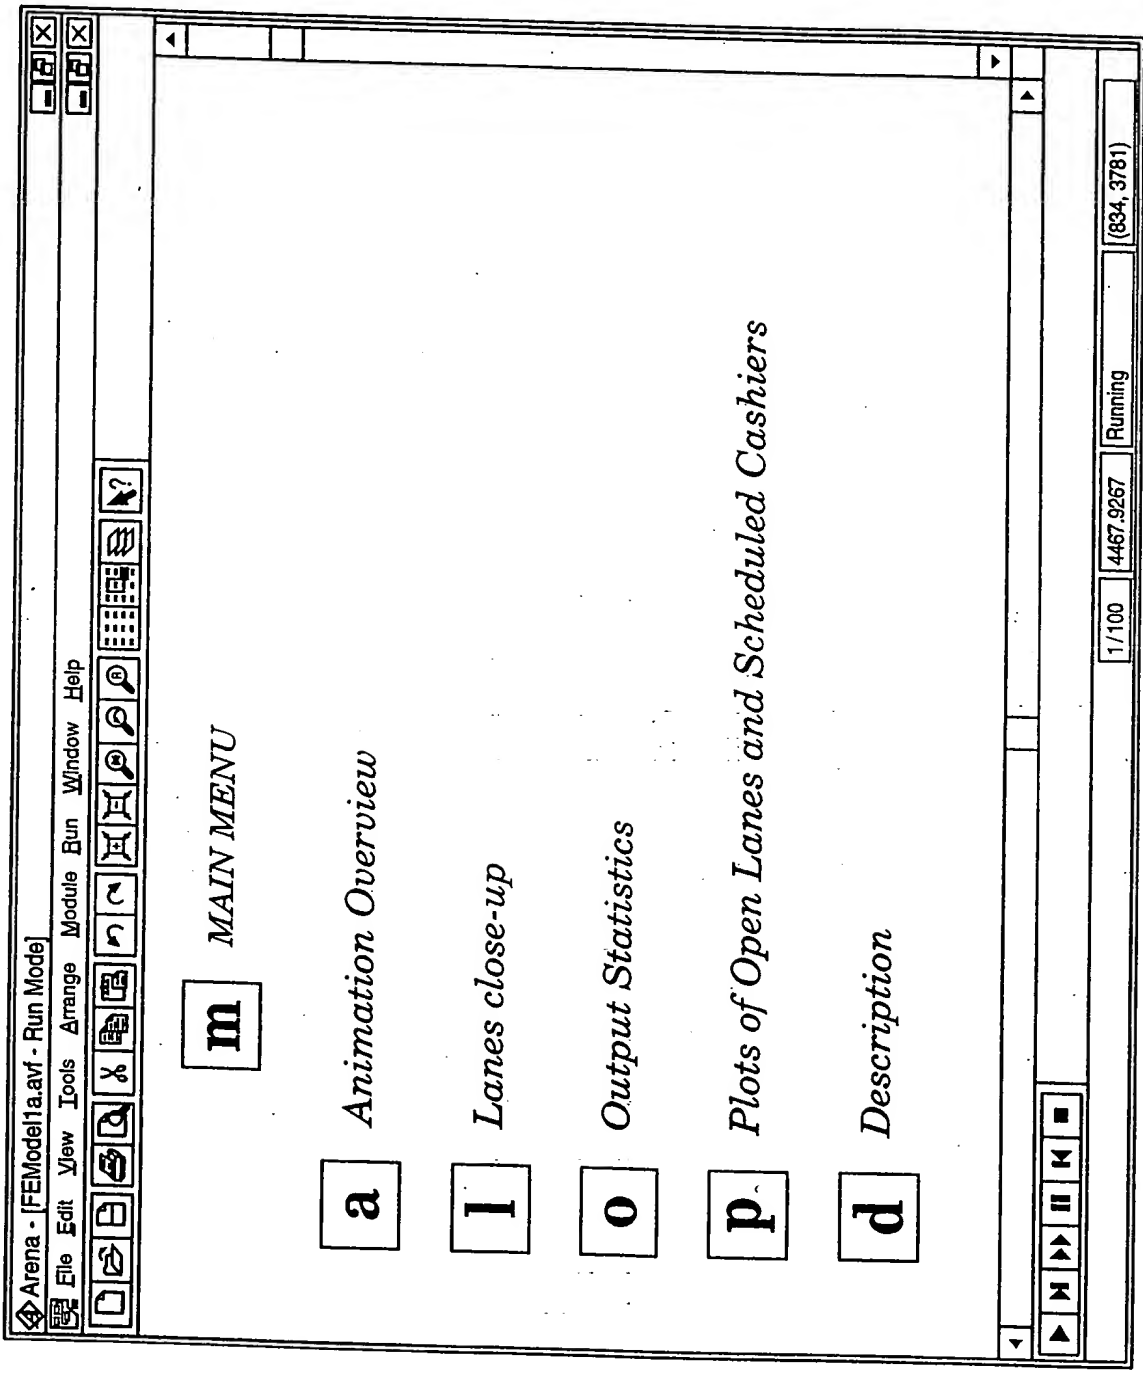 Arena - [FEModel1a.avf - Run Mode]
File Edit View Tools Arrange Module Run Window Help
m MAIN MENU
a Animation Overview
l Lanes close-up
o Output Statistics
p Plots of Open Lanes and Scheduled Cashiers
d Description
1/100 4467.9267 Running (834, 3781)